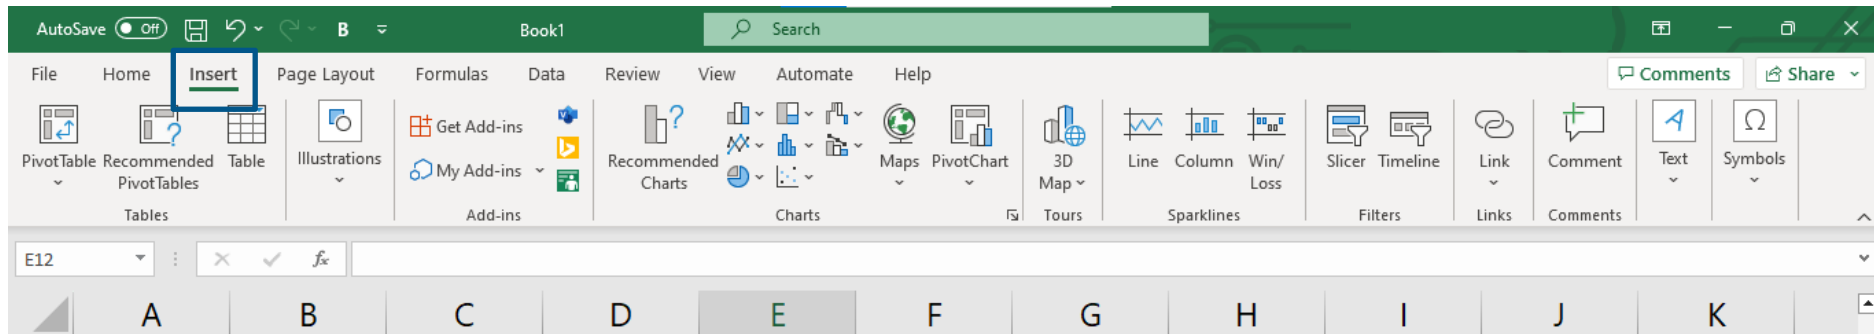 AutoSave Off B Book1 Search
File Home Insert Page Layout Formulas Data Review View Automate Help Comments Share
PivotTable Recommended PivotTables Table
Illustrations
Get Add-ins
My Add-ins
Recommended Charts
Maps PivotChart
3D Map
Line Column Win/Loss
Slicer Timeline
Link
Comment
Text
Symbols
Tables Add-ins Charts Tours Sparklines Filters Links Comments
E12 fx
A B C D E F G H I J K